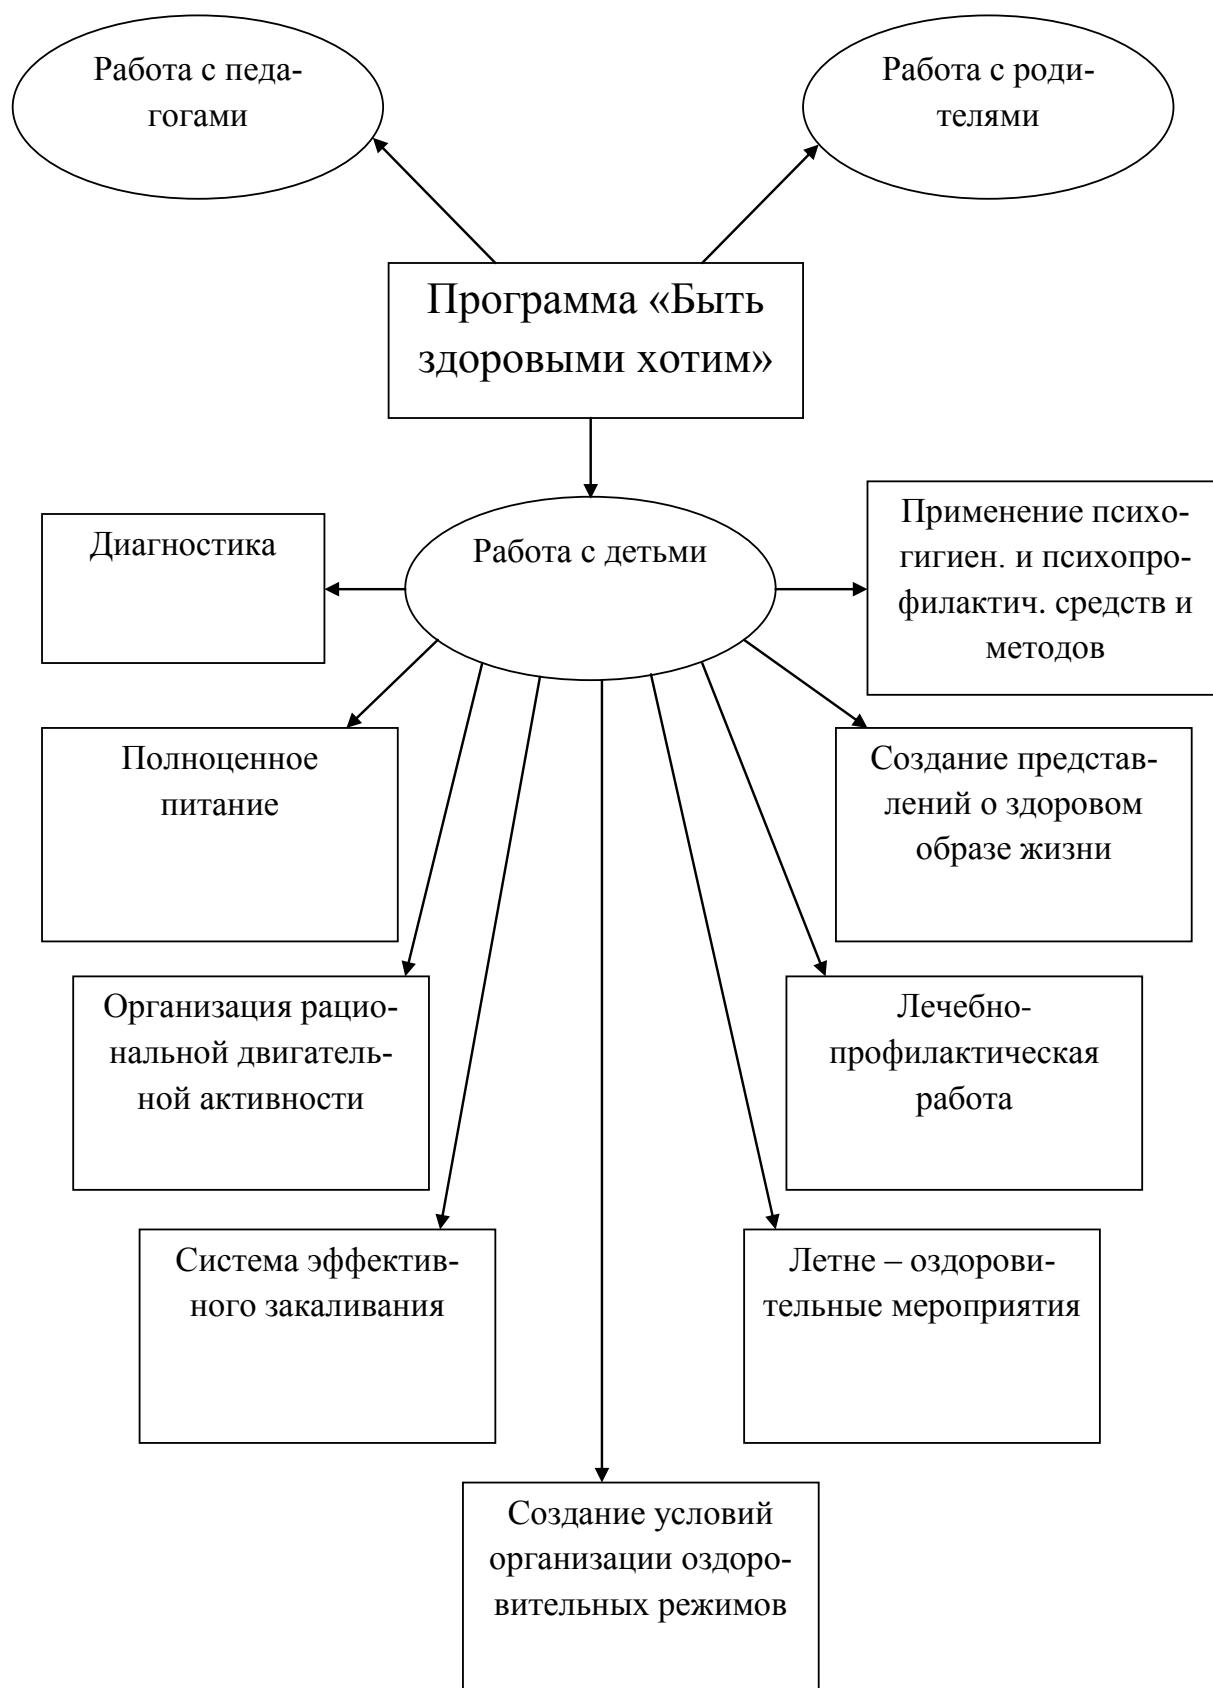 Работа с педа-
гогами
Работа с роди-
телями
Программа «Быть
здоровыми хотим»
Работа с детьми
Диагностика
Применение психо-
гигиен. и психопро-
филактич. средств и
методов
Полноценное
питание
Создание представ-
лений о здоровом
образе жизни
Организация рацио-
нальной двигатель-
ной активности
Лечебно-
профилактическая
работа
Система эффектив-
ного закаливания
Летне – оздорови-
тельные мероприятия
Создание условий
организации оздоро-
вительных режимов